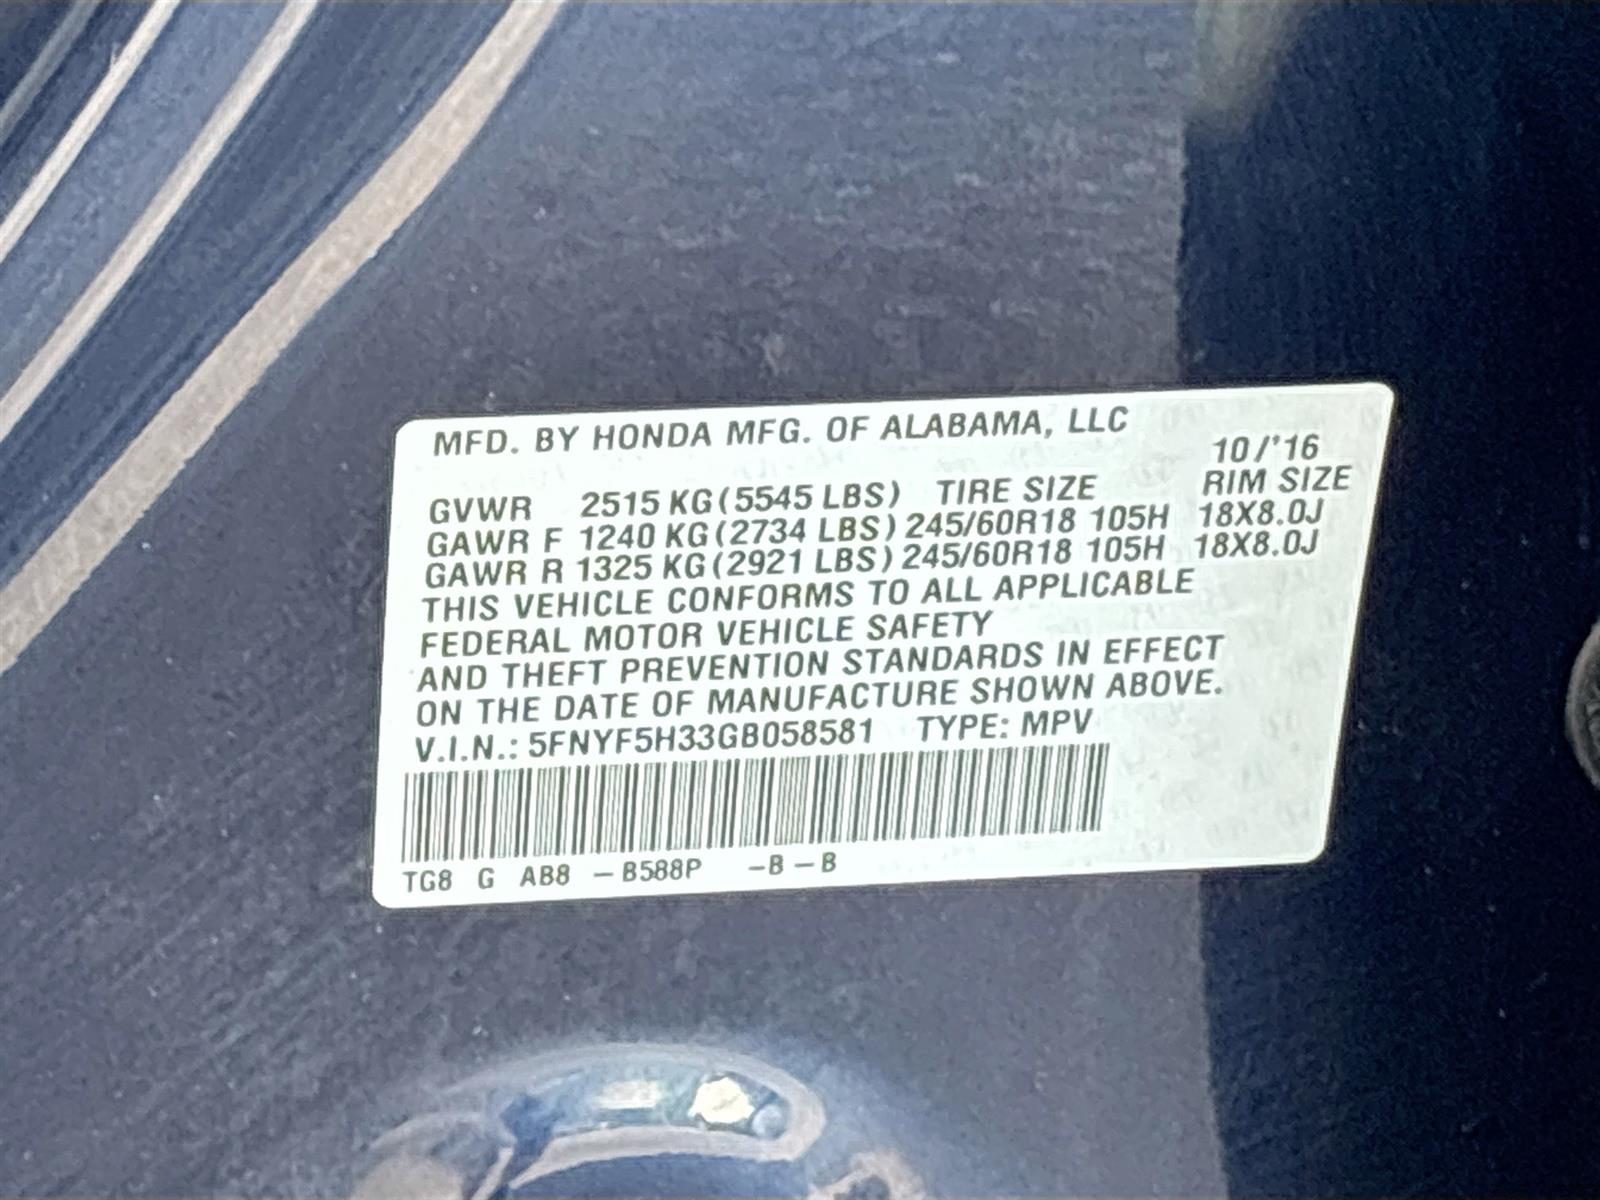 MFD. BY HONDA MFG. OF ALABAMA, LLC
10/'16
GVWR 2515 KG (5545 LBS) TIRE SIZE RIM SIZE
GAWR F 1240 KG (2734 LBS) 245/60R18 105H 18X8.0J
GAWR R 1325 KG (2921 LBS) 245/60R18 105H 18X8.0J
THIS VEHICLE CONFORMS TO ALL APPLICABLE
FEDERAL MOTOR VEHICLE SAFETY
AND THEFT PREVENTION STANDARDS IN EFFECT
ON THE DATE OF MANUFACTURE SHOWN ABOVE.
V.I.N.: 5FNYF5H33GB058581 TYPE: MPV
TG8 G AB8 – B588P –B – B